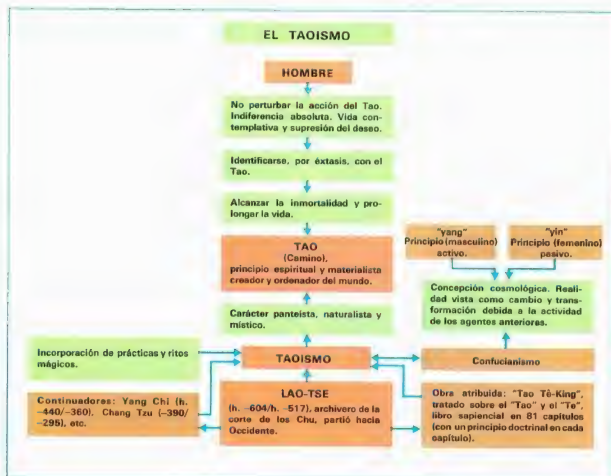 EL TAOISMO
HOMBRE
No perturbar la acción del Tao.
Indiferencia absoluta. Vida con-
templativa y supresión del deseo.
Identificarse, por éxtasis, con el
Tao.
Alcanzar la inmortalidad y pro-
longar la vida.
TAO
(Camino),
principio espiritual y materialista
creador y ordenador del mundo.
"yang"
Principio (masculino)
activo.
"yin"
Principio (femenino)
pasivo.
Concepción cosmológica. Reali-
dad vista como cambio y trans-
formación debida a la actividad
de los agentes anteriores.
Carácter panteísta, naturalista y
místico.
Incorporación de prácticas y ritos
mágicos.
TAOISMO
Confucianismo
Continuadores: Yang Chi (h.
-440/-360). Chang Tzu (-390/
-295), etc.
LAO-TSE
(h. -604/h. -517), archivero de la
corte de los Chu, partió hacia
Occidente.
Obra atribuida: "Tao Tê-King",
tratado sobre el "Tao" y el "Te",
libro sapiencial en 81 capítulos
(con un principio doctrinal en cada
capítulo).